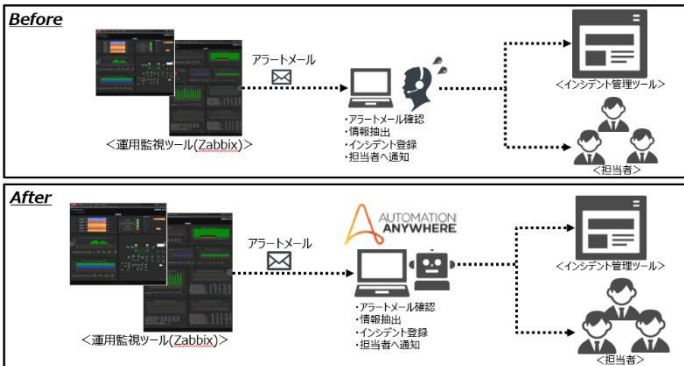 Before
アラートメール
・アラートメール確認
・情報抽出
・インシデント登録
・担当者へ通知
<運用監視ツール(Zabbix)>
<インシデント管理ツール>
<担当者>
After
アラートメール
AUTOMATION
ANYWHERE
・アラートメール確認
・情報抽出
・インシデント登録
・担当者へ通知
<運用監視ツール(Zabbix)>
<インシデント管理ツール>
<担当者>